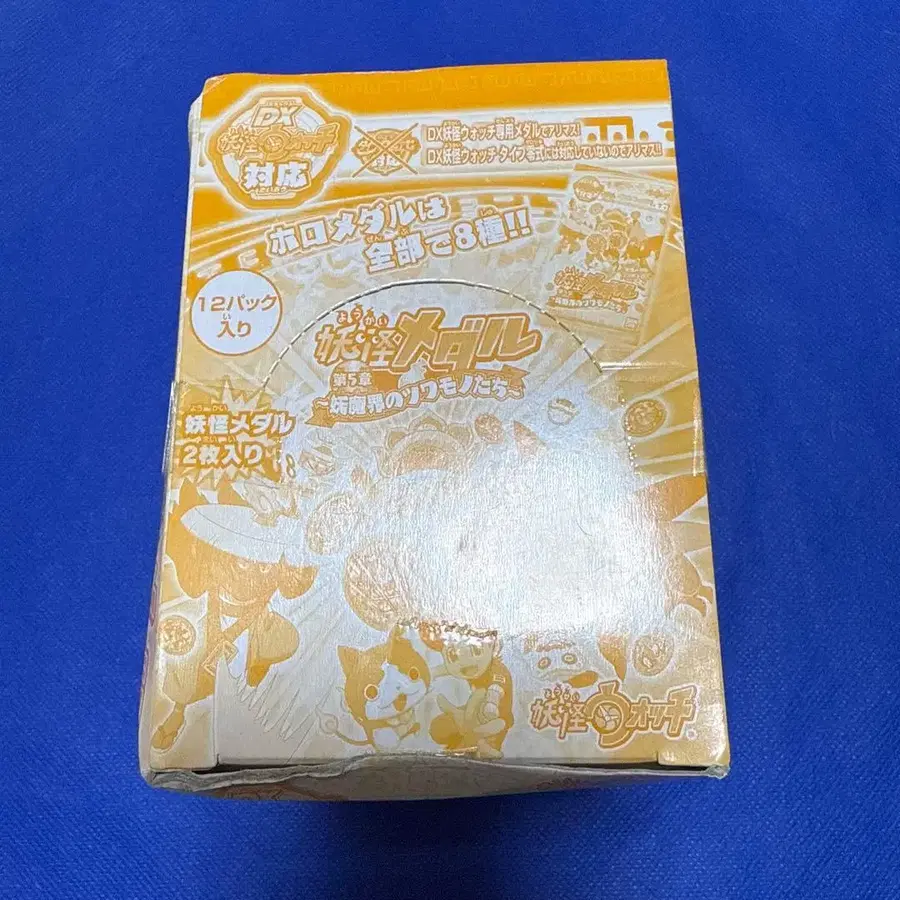 DX
妖怪ウォッチ
対応
DX妖怪ウォッチ専用メダルでアリマス!
DX妖怪ウォッチ タイプ零式には対応していないのでアリマス!!
ホロメダルは
全部で8種!!
12パック
入り
妖怪メダル
第5章
~妖魔界のツワモノたち~
妖怪メダル
2枚入り
妖怪ウォッチ